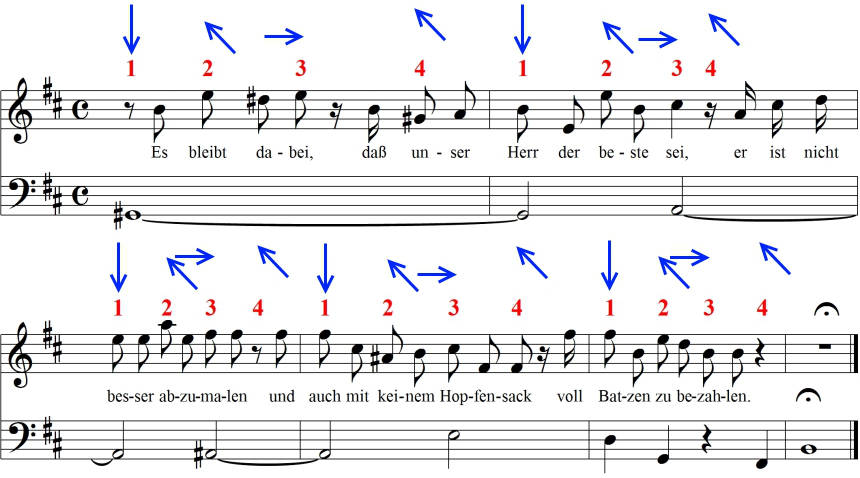 1 2 3 4 1 2 3 4
Es bleibt da - bei, daß un - ser Herr der be - ste sei, er ist nicht
1 2 3 4 1 2 3 4 1 2 3 4
bes-ser ab-zu-ma-len und auch mit kei-nem Hop-fen-sack voll Bat-zen zu be-zah-len.